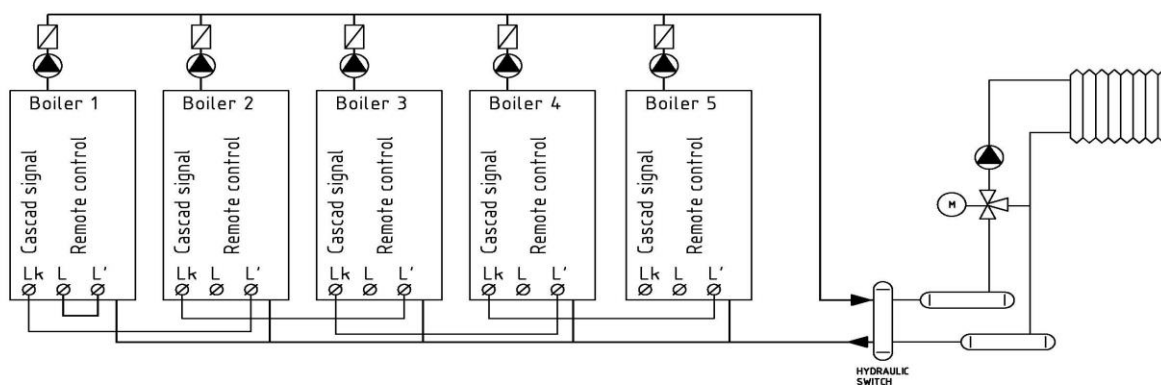 Boiler 1
Cascad signal
Remote control
Lk L L'
Boiler 2
Cascad signal
Remote control
Lk L L'
Boiler 3
Cascad signal
Remote control
Lk L L'
Boiler 4
Cascad signal
Remote control
Lk L L'
Boiler 5
Cascad signal
Remote control
Lk L L'
M
HYDRAULIC
SWITCH